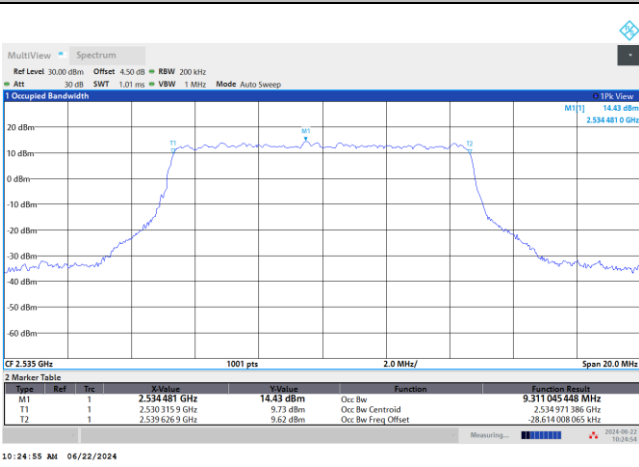 MultiView Spectrum
Ref Level 30.00 dBm Offset 4.50 dB RBW 200 kHz
Att 30 dB SWT 1.01 ms VBW 1 MHz Mode Auto Sweep
1 Occupied Bandwidth 1Pk View
M1[1] 14.43 dBm
2.534 481 0 GHz
20 dBm
M1
T1 T2
10 dBm
0 dBm
-10 dBm
-20 dBm
-30 dBm
-40 dBm
-50 dBm
-60 dBm
CF 2.535 GHz 1001 pts 2.0 MHz/ Span 20.0 MHz
2 Marker Table
Type Ref Trc X-Value Y-Value Function Function Result
M1 1 2.534 481 GHz 14.43 dBm Occ Bw 9.311 045 448 MHz
T1 1 2.530 315 9 GHz 9.73 dBm Occ Bw Centroid 2.534 971 386 GHz
T2 1 2.539 626 9 GHz 9.62 dBm Occ Bw Freq Offset -28.614 008 065 kHz
Measuring... 2024-06-22
10:24:54
10:24:55 AM 06/22/2024